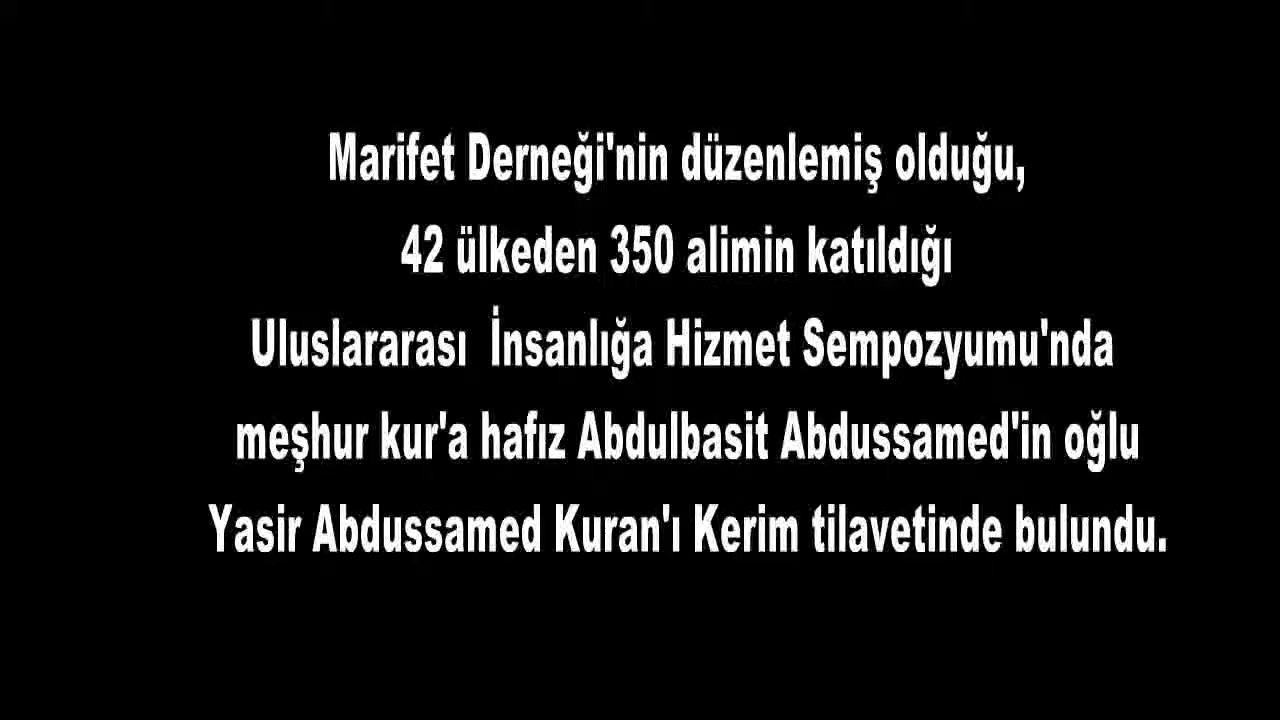 Marifet Derneği'nin düzenlemiş olduğu,
42 ülkeden 350 alimin katıldığı
Uluslararası  İnsanlığa Hizmet Sempozyumu'nda
meşhur kur'a hafız Abdulbasit Abdussamed'in oğlu
Yasir Abdussamed Kuran'ı Kerim tilavetinde bulundu.